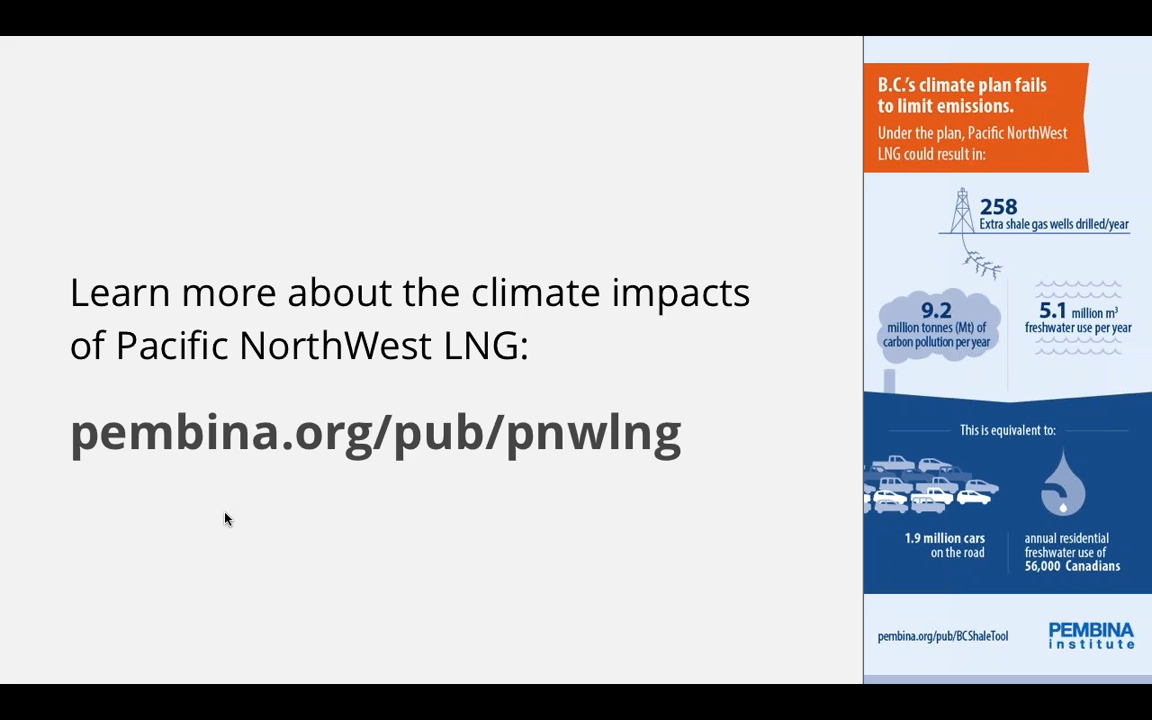 Learn more about the climate impacts
of Pacific NorthWest LNG:
pembina.org/pub/pnwlng
B.C.'s climate plan fails
to limit emissions.
Under the plan, Pacific NorthWest
LNG could result in:
258
Extra shale gas wells drilled/year
9.2
million tonnes (Mt) of
carbon pollution per year
5.1 million m³
freshwater use per year
This is equivalent to:
1.9 million cars
on the road
annual residential
freshwater use of
56,000 Canadians
pembina.org/pub/BCShaleTool
PEMBINA
institute